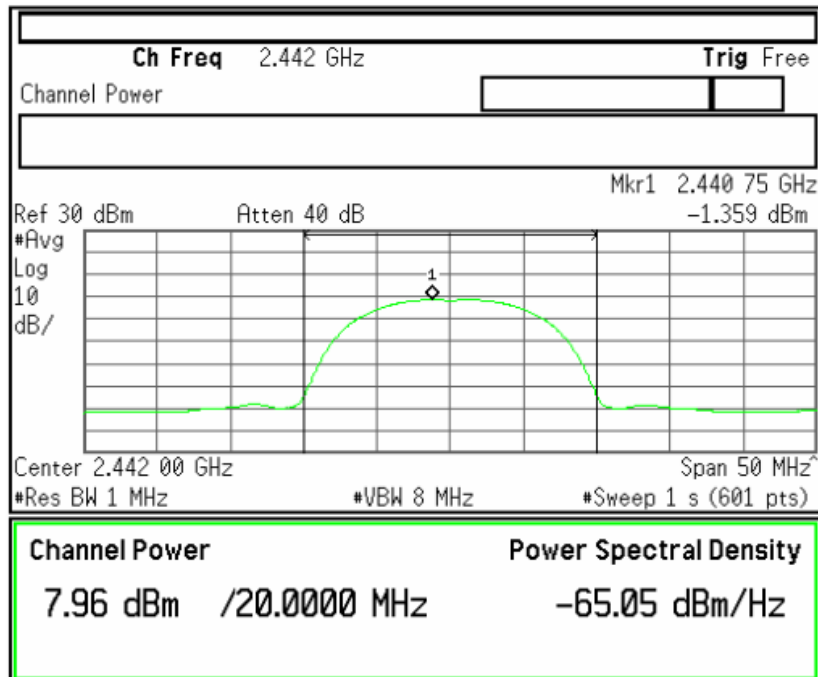 Ch Freq 2.442 GHz Trig Free
Channel Power
Mkr1 2.440 75 GHz
Ref 30 dBm Atten 40 dB -1.359 dBm
#Avg
Log
10
dB/
1
Center 2.442 00 GHz Span 50 MHz^
#Res BW 1 MHz #VBW 8 MHz #Sweep 1 s (601 pts)
Channel Power Power Spectral Density
7.96 dBm /20.0000 MHz -65.05 dBm/Hz